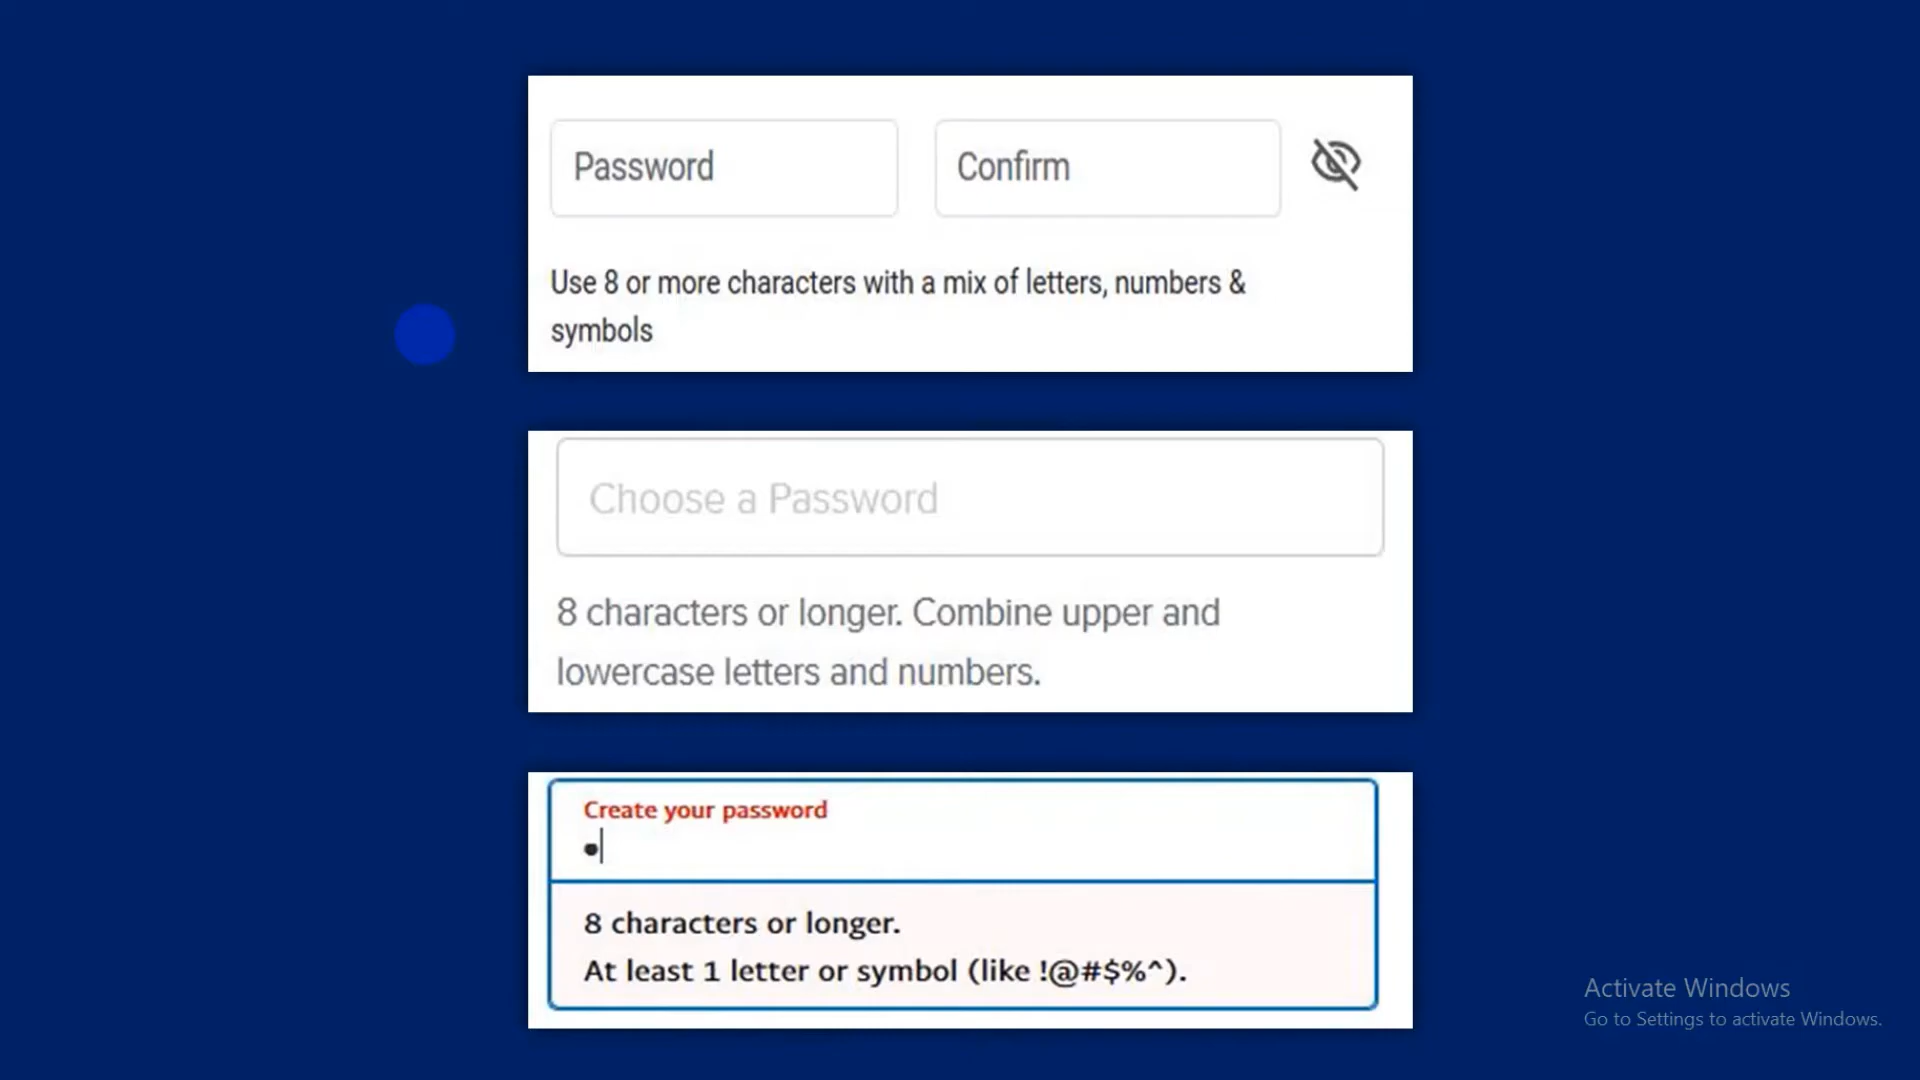 Password
Confirm
Use 8 or more characters with a mix of letters, numbers &
symbols
Choose a Password
8 characters or longer. Combine upper and
lowercase letters and numbers.
Create your password
8 characters or longer.
At least 1 letter or symbol (like !@#$%^).
Activate Windows
Go to Settings to activate Windows.